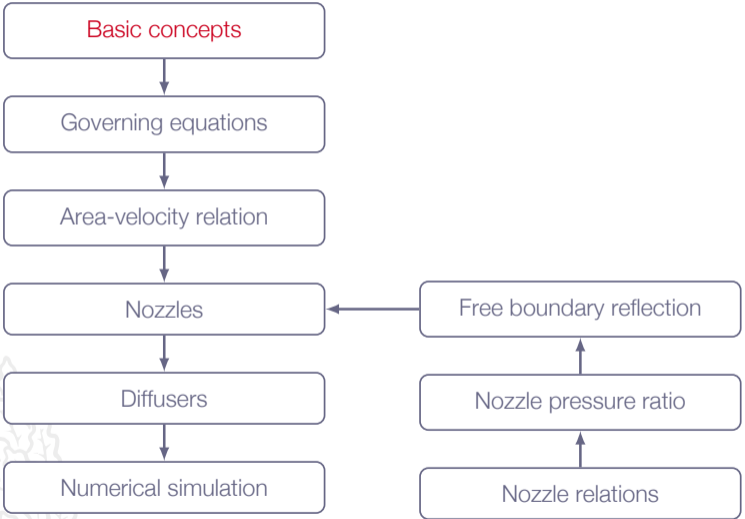 Basic concepts
Governing equations
Area-velocity relation
Nozzles
Diffusers
Numerical simulation
Free boundary reflection
Nozzle pressure ratio
Nozzle relations